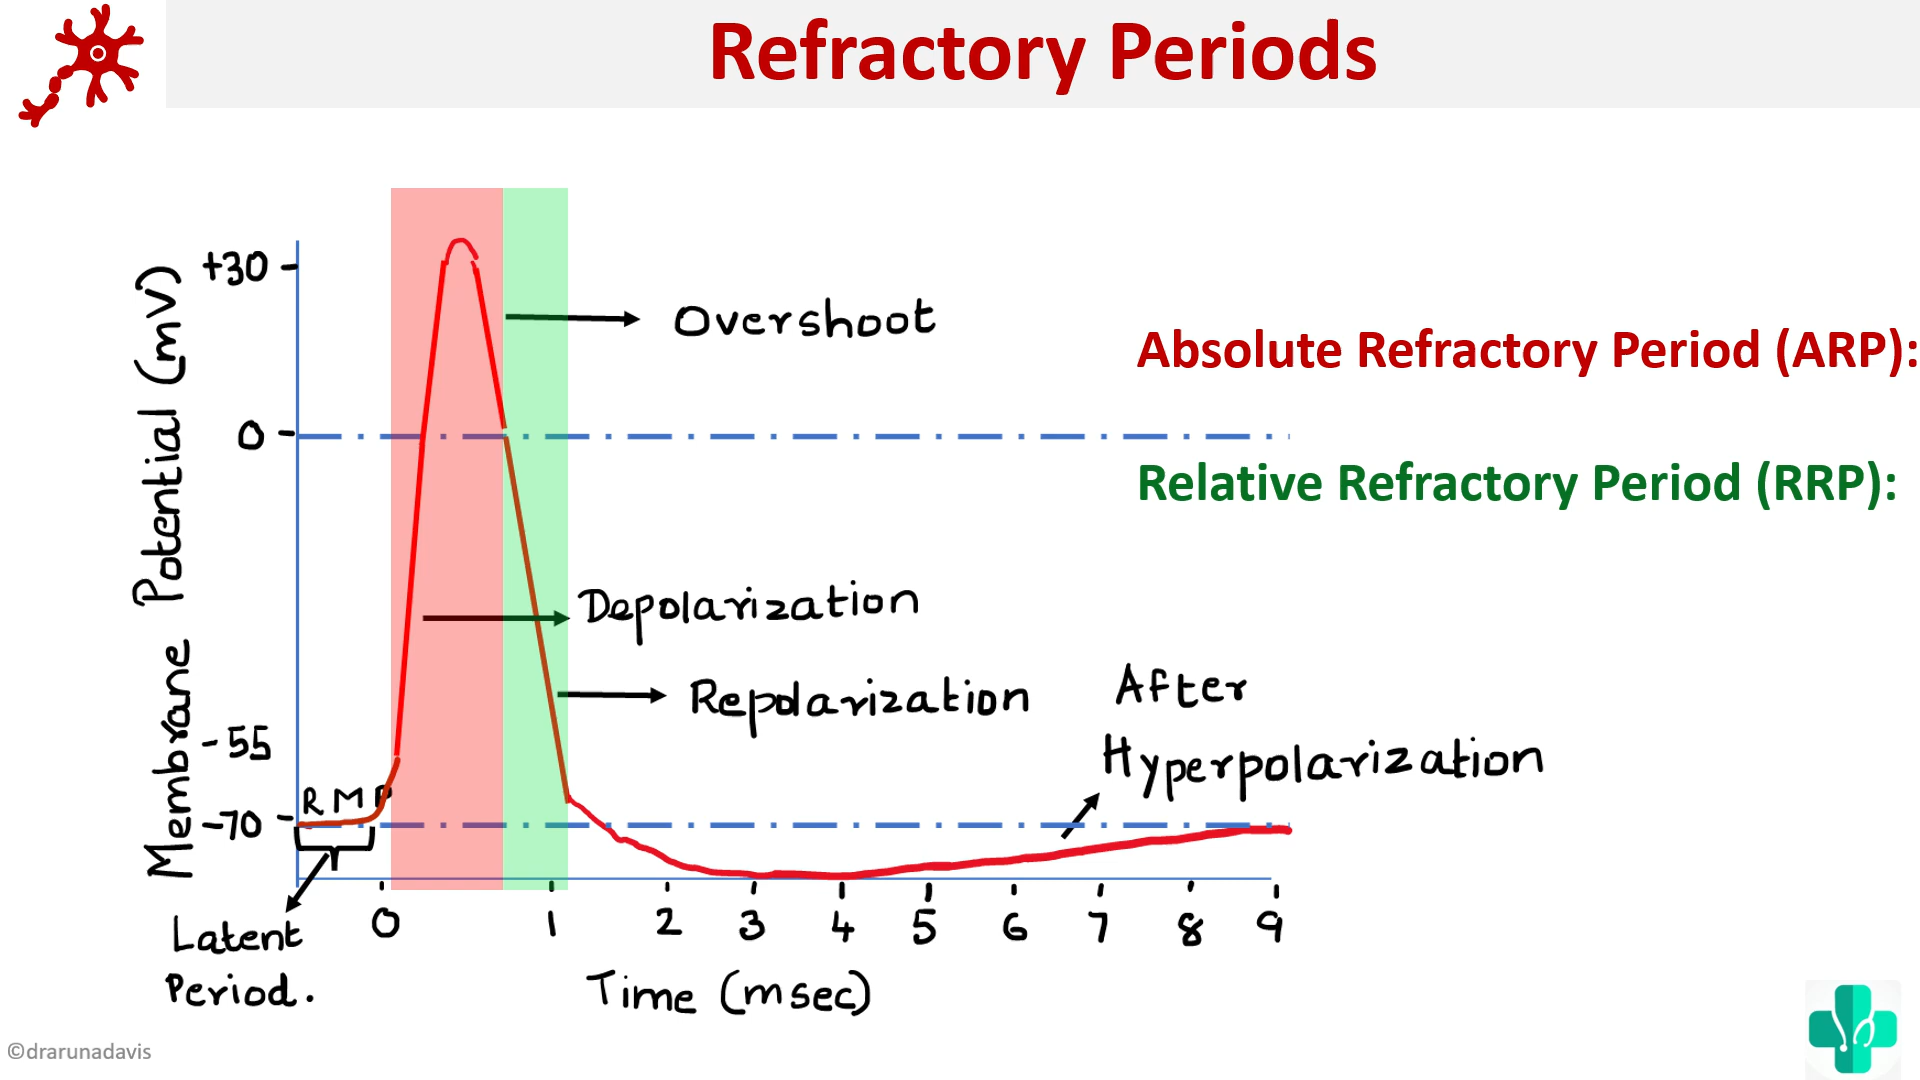 Refractory Periods
Membrane Potential (mV)
+30
0
-55
-70
RMP
Latent
Period.
Overshoot
Depolarization
Repolarization
After
Hyperpolarization
Absolute Refractory Period (ARP):
Relative Refractory Period (RRP):
0 1 2 3 4 5 6 7 8 9
Time (msec)
©drarunadavis